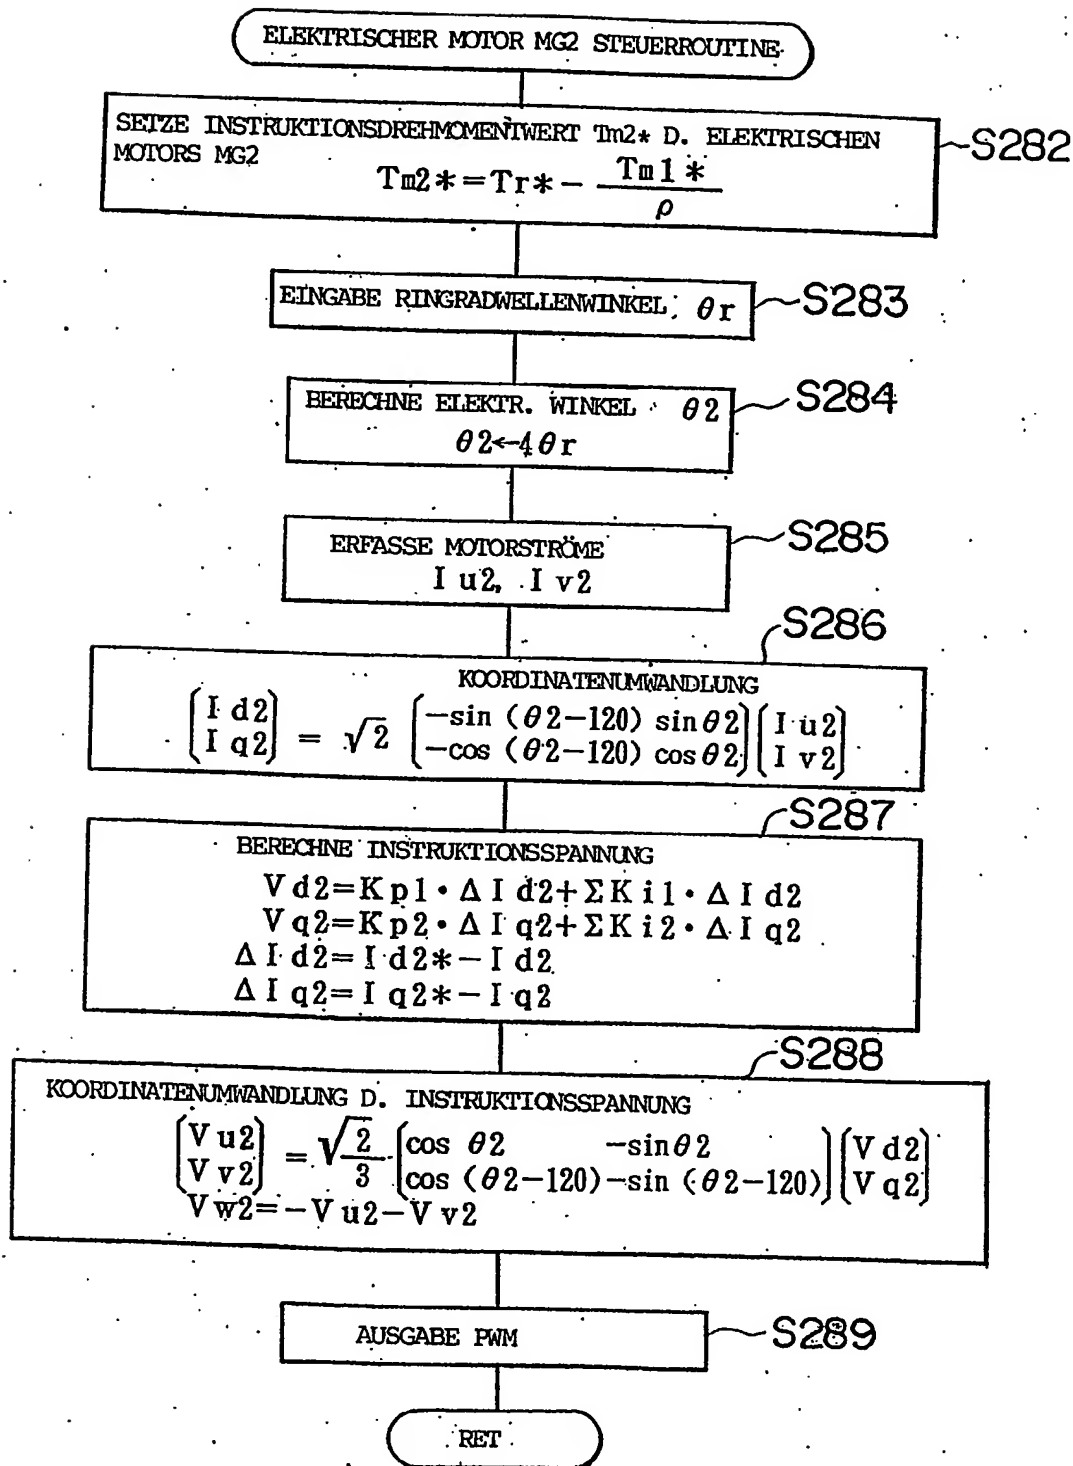 ELEKTRISCHER MOTOR MG2 STEUERROUTINE
SETZE INSTRUKTIONSDREHMOMENTWERT Tm2* D. ELEKTRISCHEN
MOTORS MG2
S282
Tm2*=Tr*- Tm1*
ρ
EINGABE RINGRADWELLENWINKEL θr
S283
BERECHNE ELEKTR. WINKEL θ2
S284
θ2←4θr
ERFASSE MOTORSTRÖME
S285
Iu2, Iv2
S286
KOORDINATENUMWANDLUNG
[Id2] = √2 [-sin (θ2-120) sinθ2] [Iu2]
[Iq2] [-cos (θ2-120) cosθ2] [Iv2]
S287
BERECHNE INSTRUKTIONSSPANNUNG
Vd2=Kp1·ΔId2+ΣKi1·ΔId2
Vq2=Kp2·ΔIq2+ΣKi2·ΔIq2
ΔId2=Id2*-Id2
ΔIq2=Iq2*-Iq2
S288
KOORDINATENUMWANDLUNG D. INSTRUKTIONSSPANNUNG
[Vu2] = √2/3 [cos θ2 -sinθ2] [Vd2]
[Vv2] [cos (θ2-120)-sin (θ2-120)] [Vq2]
Vw2=-Vu2-Vv2
AUSGABE PWM
S289
RET